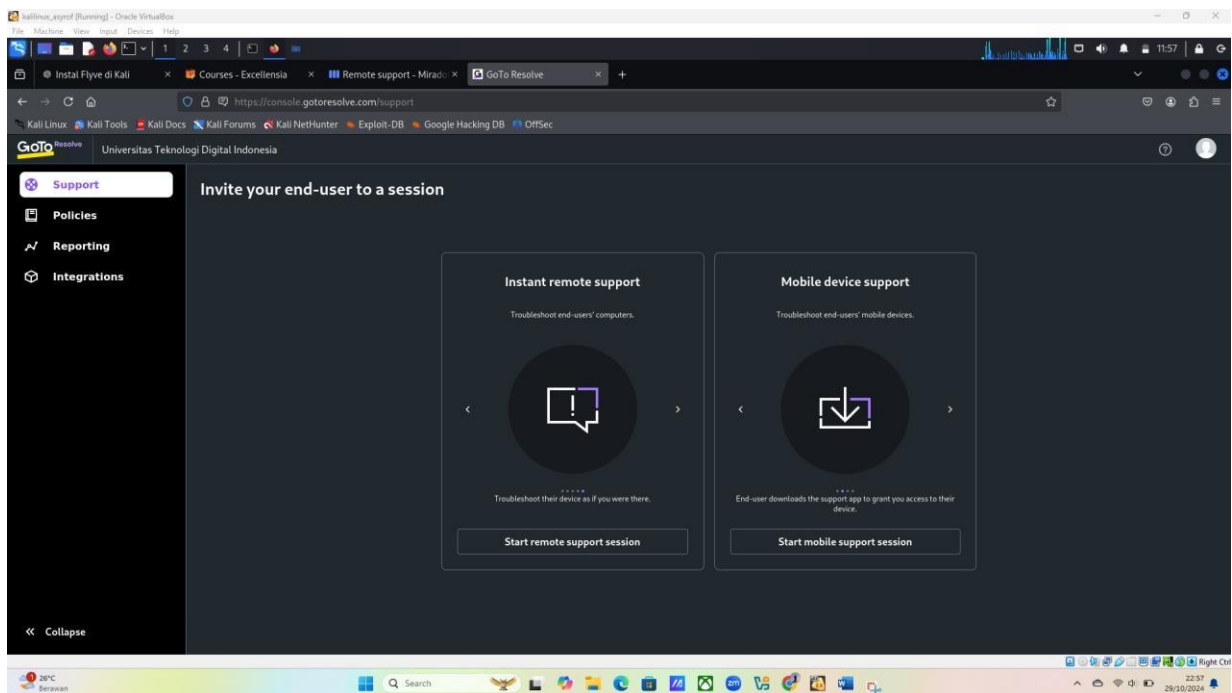 kalilinux_asyrof [Running] - Oracle VirtualBox
File Machine View Input Devices Help
1 2 3 4
11:57
Instal Flyve di Kali
Courses - Excellensia
Remote support - Mirado
GoTo Resolve
https://console.gotoresolve.com/support
Kali Linux Kali Tools Kali Docs Kali Forums Kali NetHunter Exploit-DB Google Hacking DB OffSec
GoTo Resolve
Universitas Teknologi Digital Indonesia
Support
Policies
Reporting
Integrations
Collapse
Invite your end-user to a session
Instant remote support
Troubleshoot end-users' computers.
Troubleshoot their device as if you were there.
Start remote support session
Mobile device support
Troubleshoot end-users' mobile devices.
End-user downloads the support app to grant you access to their
device.
Start mobile support session
Right Ctrl
1
26°C
Berawan
Search
zm
22:57
29/10/2024